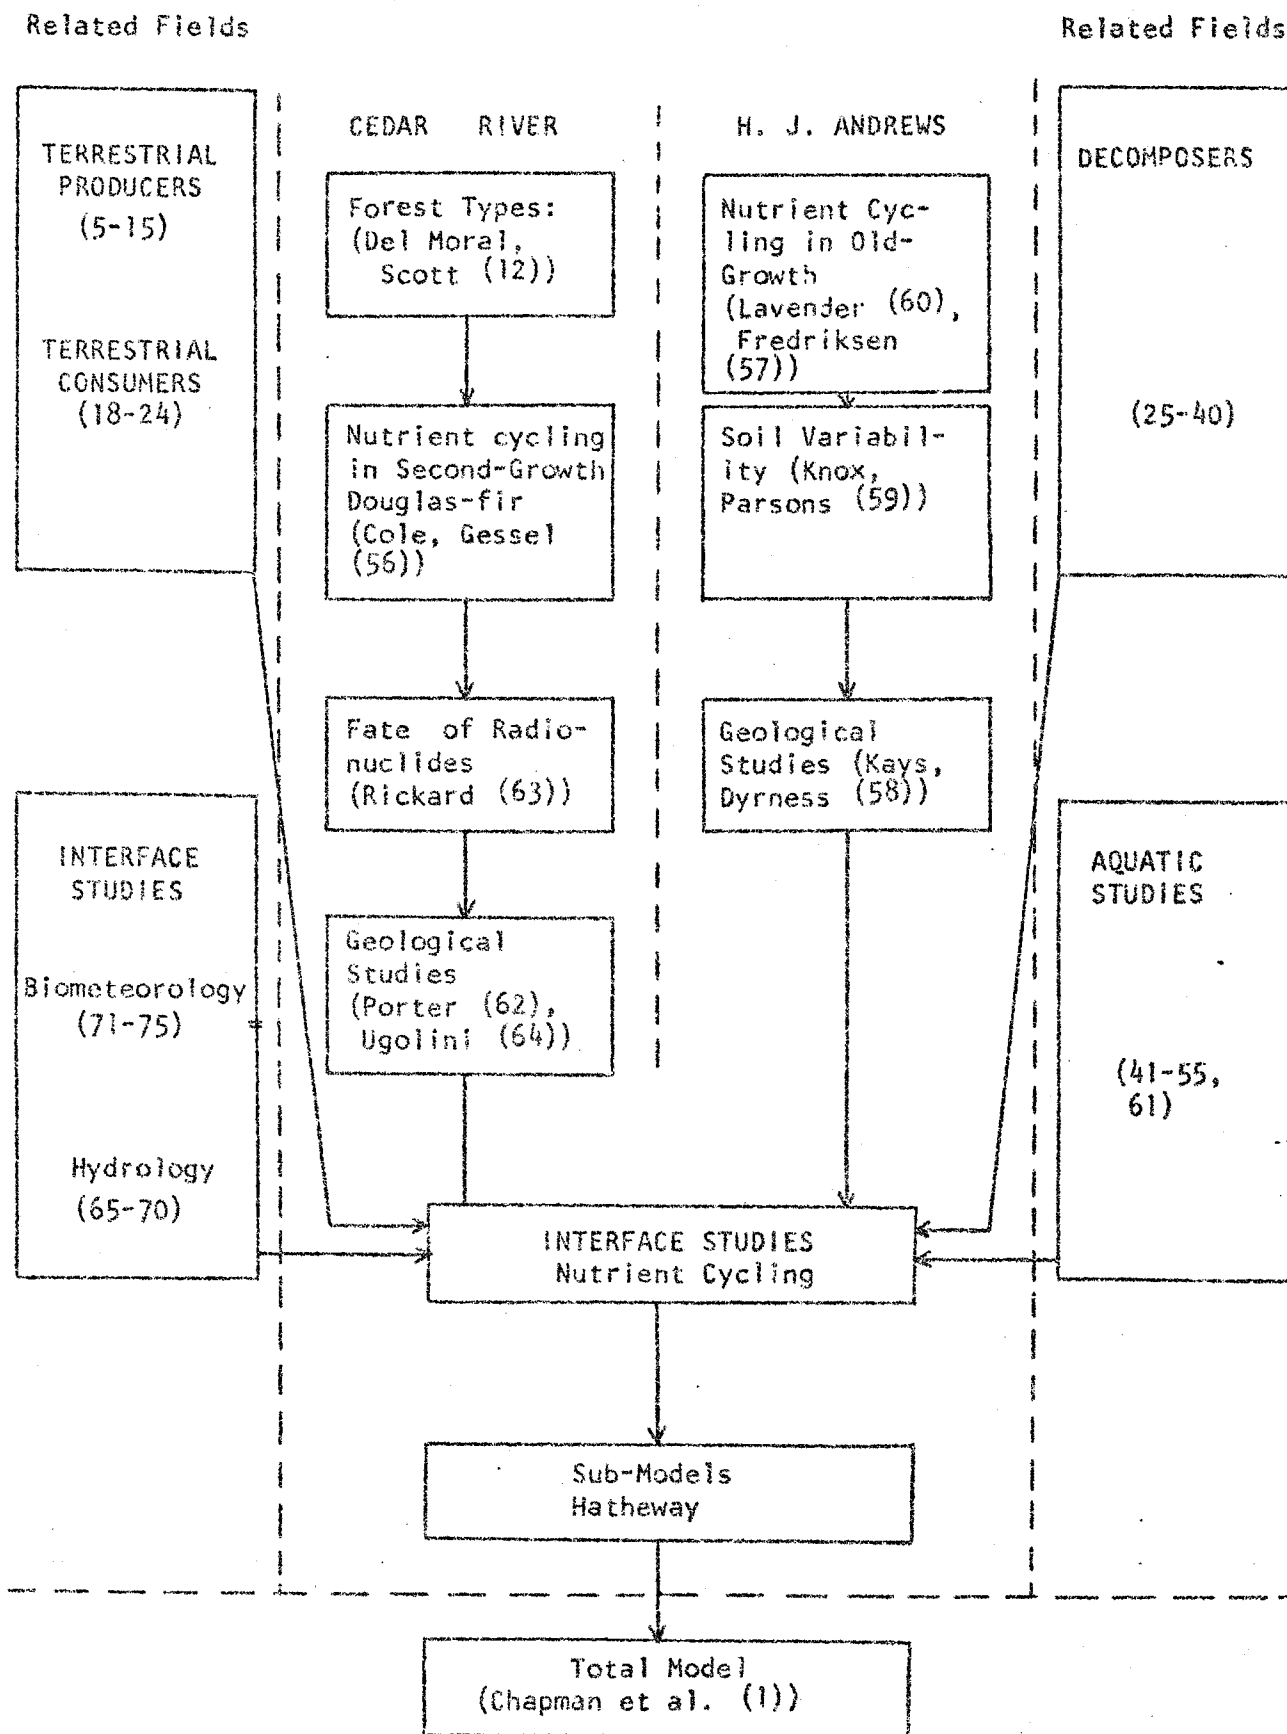 Related Fields
Related Fields
TERRESTRIAL
PRODUCERS
(5-15)
TERRESTRIAL
CONSUMERS
(18-24)
INTERFACE
STUDIES
Biometeorology
(71-75)
Hydrology
(65-70)
CEDAR RIVER
Forest Types:
(Del Moral,
Scott (12))
Nutrient cycling
in Second-Growth
Douglas-fir
(Cole, Gessel
(56))
Fate of Radio-
nuclides
(Rickard (63))
Geological
Studies
(Porter (62),
Ugolini (64))
H. J. ANDREWS
Nutrient Cyc-
ling in Old-
Growth
(Lavender (60),
Fredriksen
(57))
Soil Variabil-
ity (Knox,
Parsons (59))
Geological
Studies (Kays,
Dyrness (58))
DECOMPOSERS
(25-40)
AQUATIC
STUDIES
(41-55,
61)
INTERFACE STUDIES
Nutrient Cycling
Sub-Models
Hatheway
Total Model
(Chapman et al. (1))